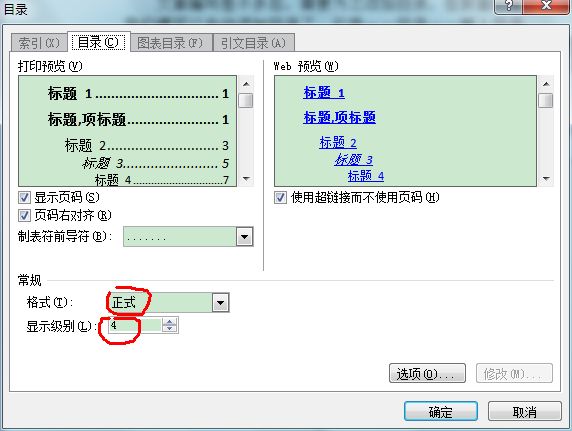 目录
?
X
索引(X)
目录(C)
图表目录(F)
引文目录(A)
打印预览(V)
Web 预览(W)
标题 1........................1
标题,项标题....................1
标题 2........................3
标题 3........................5
标题 4........................7
标题 1
标题,项标题
标题 2
标题 3
标题 4
显示页码(S)
使用超链接而不使用页码(H)
页码右对齐(R)
制表符前导符(B):
.......
常规
格式(T):
正式
显示级别(L):
4
选项(O)...
修改(M)...
确定
取消